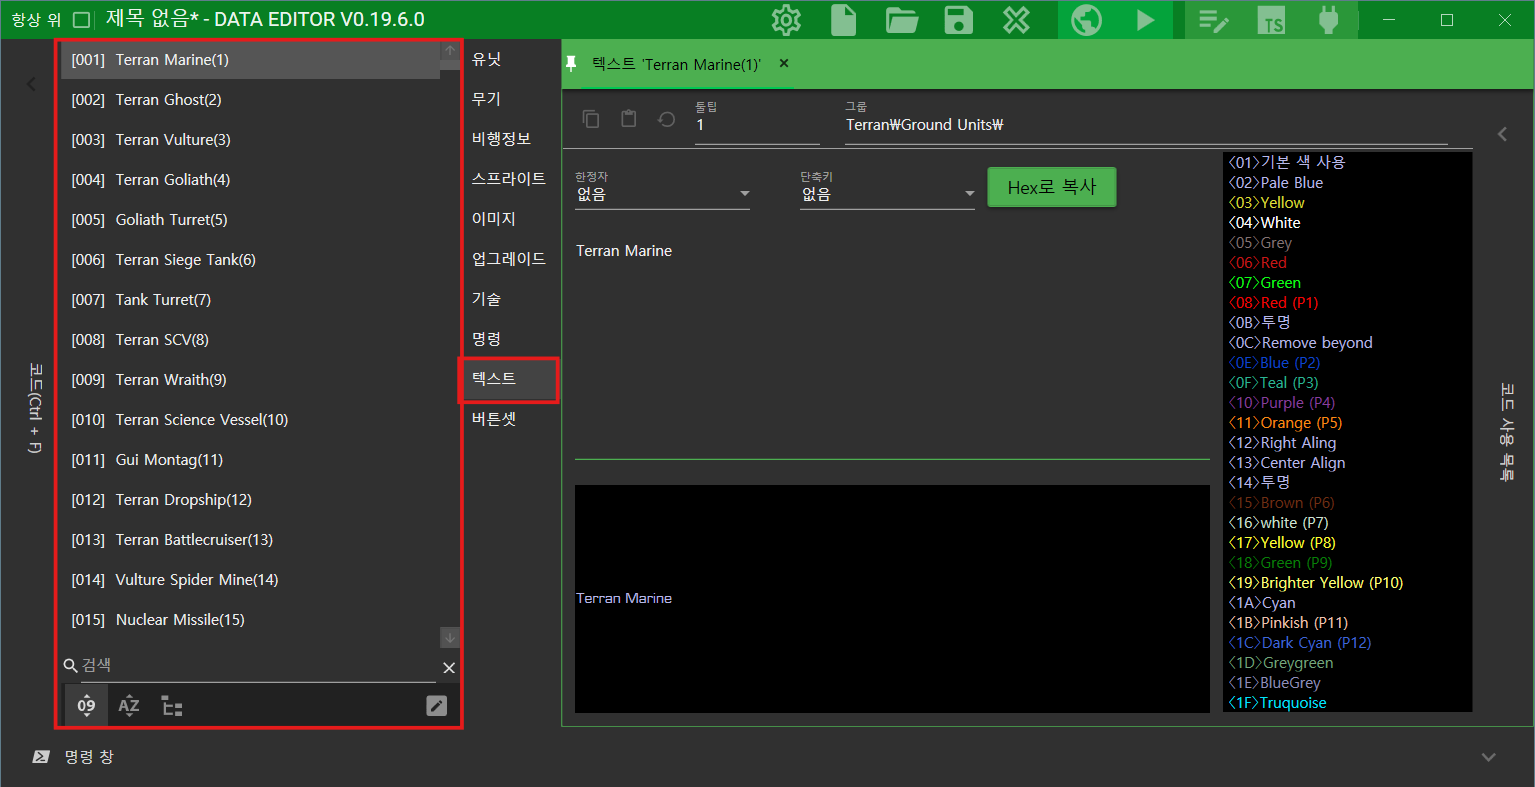 항상 위 제목 없음* - DATA EDITOR V0.19.6.0
TS
코드(Ctrl + F)
[001] Terran Marine(1)
[002] Terran Ghost(2)
[003] Terran Vulture(3)
[004] Terran Goliath(4)
[005] Goliath Turret(5)
[006] Terran Siege Tank(6)
[007] Tank Turret(7)
[008] Terran SCV(8)
[009] Terran Wraith(9)
[010] Terran Science Vessel(10)
[011] Gui Montag(11)
[012] Terran Dropship(12)
[013] Terran Battlecruiser(13)
[014] Vulture Spider Mine(14)
[015] Nuclear Missile(15)
검색
09 AZ
유닛
무기
비행정보
스프라이트
이미지
업그레이드
기술
명령
텍스트
버튼셋
텍스트 'Terran Marine(1)'
툴팁
1
그룹
Terran₩Ground Units₩
한정자
없음
단축키
없음
Hex로 복사
Terran Marine
Terran Marine
<01>기본 색 사용
<02>Pale Blue
<03>Yellow
<04>White
<05>Grey
<06>Red
<07>Green
<08>Red (P1)
<0B>투명
<0C>Remove beyond
<0E>Blue (P2)
<0F>Teal (P3)
<10>Purple (P4)
<11>Orange (P5)
<12>Right Aling
<13>Center Align
<14>투명
<15>Brown (P6)
<16>white (P7)
<17>Yellow (P8)
<18>Green (P9)
<19>Brighter Yellow (P10)
<1A>Cyan
<1B>Pinkish (P11)
<1C>Dark Cyan (P12)
<1D>Greygreen
<1E>BlueGrey
<1F>Truquoise
코드 사용 목록
명령 창